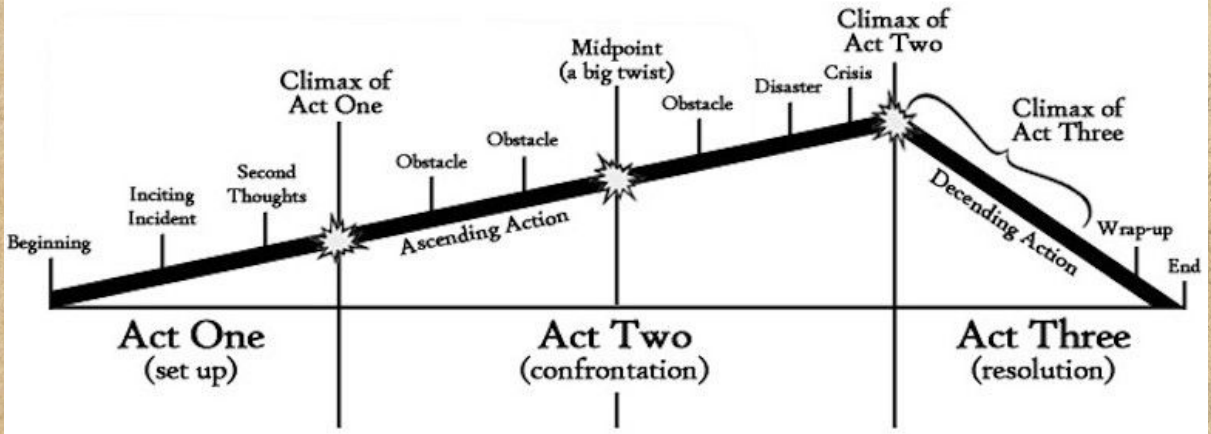 Beginning
Inciting
Incident
Second
Thoughts
Climax of
Act One
Obstacle
Obstacle
Ascending Action
Midpoint
(a big twist)
Obstacle
Disaster
Crisis
Climax of
Act Two
Climax of
Act Three
Decending Action
Wrap-up
End
Act One
(set up)
Act Two
(confrontation)
Act Three
(resolution)